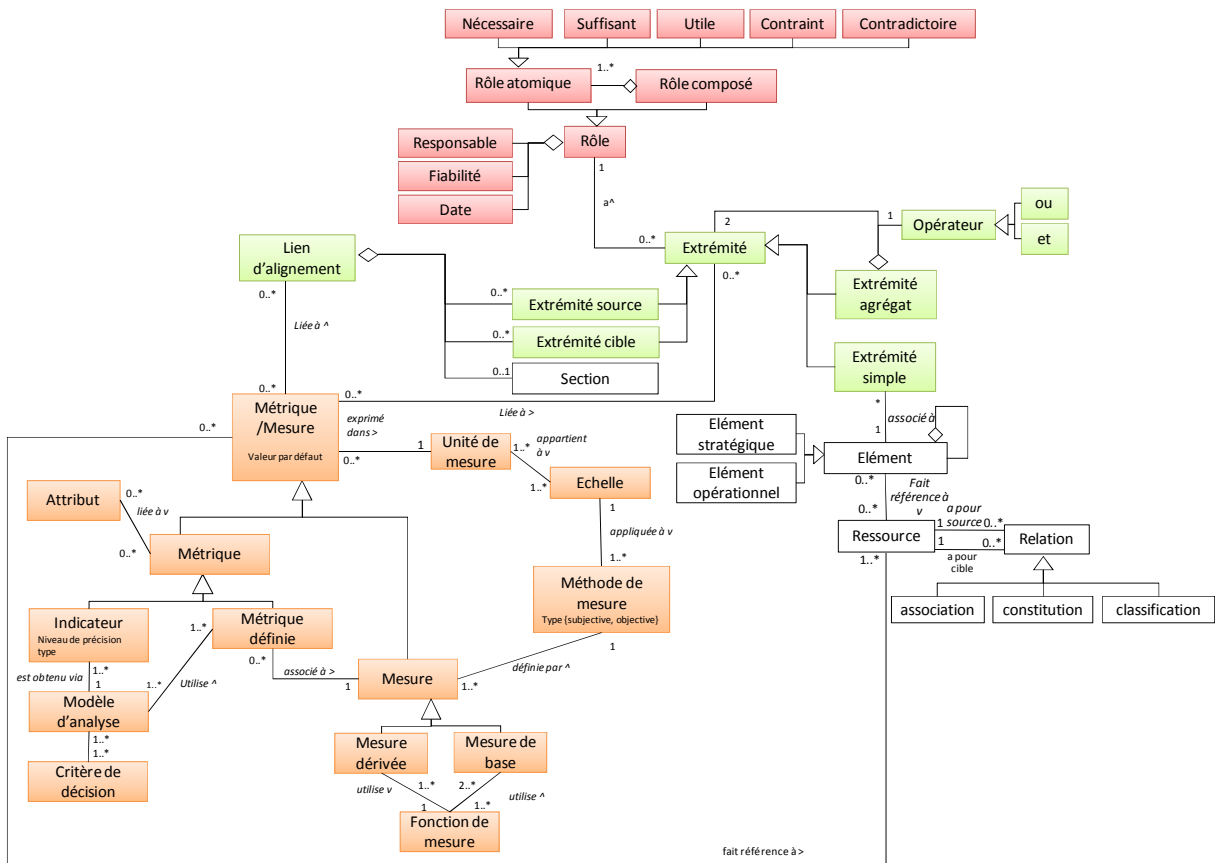 Nécessaire
Suffisant
Utile
Contraint
Contradictoire
1..*
Rôle atomique
Rôle composé
Responsable
Rôle
Fiabilité
1
Date
a^
ou
2
1
Opérateur
et
Lien
d’alignement
0..*
Extrémité
0..*
0..*
Extrémité
agrégat
0..*
Extrémité source
Liée à ^
0..*
Extrémité cible
Extrémité
simple
0..1
Section
0..*
0..*
Métrique
/Mesure
Valeur par défaut
exprimé
dans >
Liée à >
*
associé à
1
0..*
1
0..*
Unité de
mesure
1..*
appartient
à v
Elément
stratégique
Elément
Elément
opérationnel
Attribut
0..*
liée à v
1..*
Echelle
0..*
Fait
référence à
v
0..*
1
a pour
source
0..*
Ressource
Relation
1
0..*
1..*
a pour
cible
1
appliquée à v
0..*
Métrique
1..*
Méthode de
mesure
Type {subjective, objective}
association
constitution
classification
Indicateur
Niveau de précision
type
1..*
Métrique
définie
0..*
1
est obtenu via
1..*
1
Utilise ^
1..*
associé à >
1
Mesure
1..*
définie par ^
Modèle
d’analyse
1..*
1..*
Critère de
décision
Mesure
dérivée
Mesure de
base
utilise v
1..*
2..*
1
1..*
utilise ^
Fonction de
mesure
fait référence à >